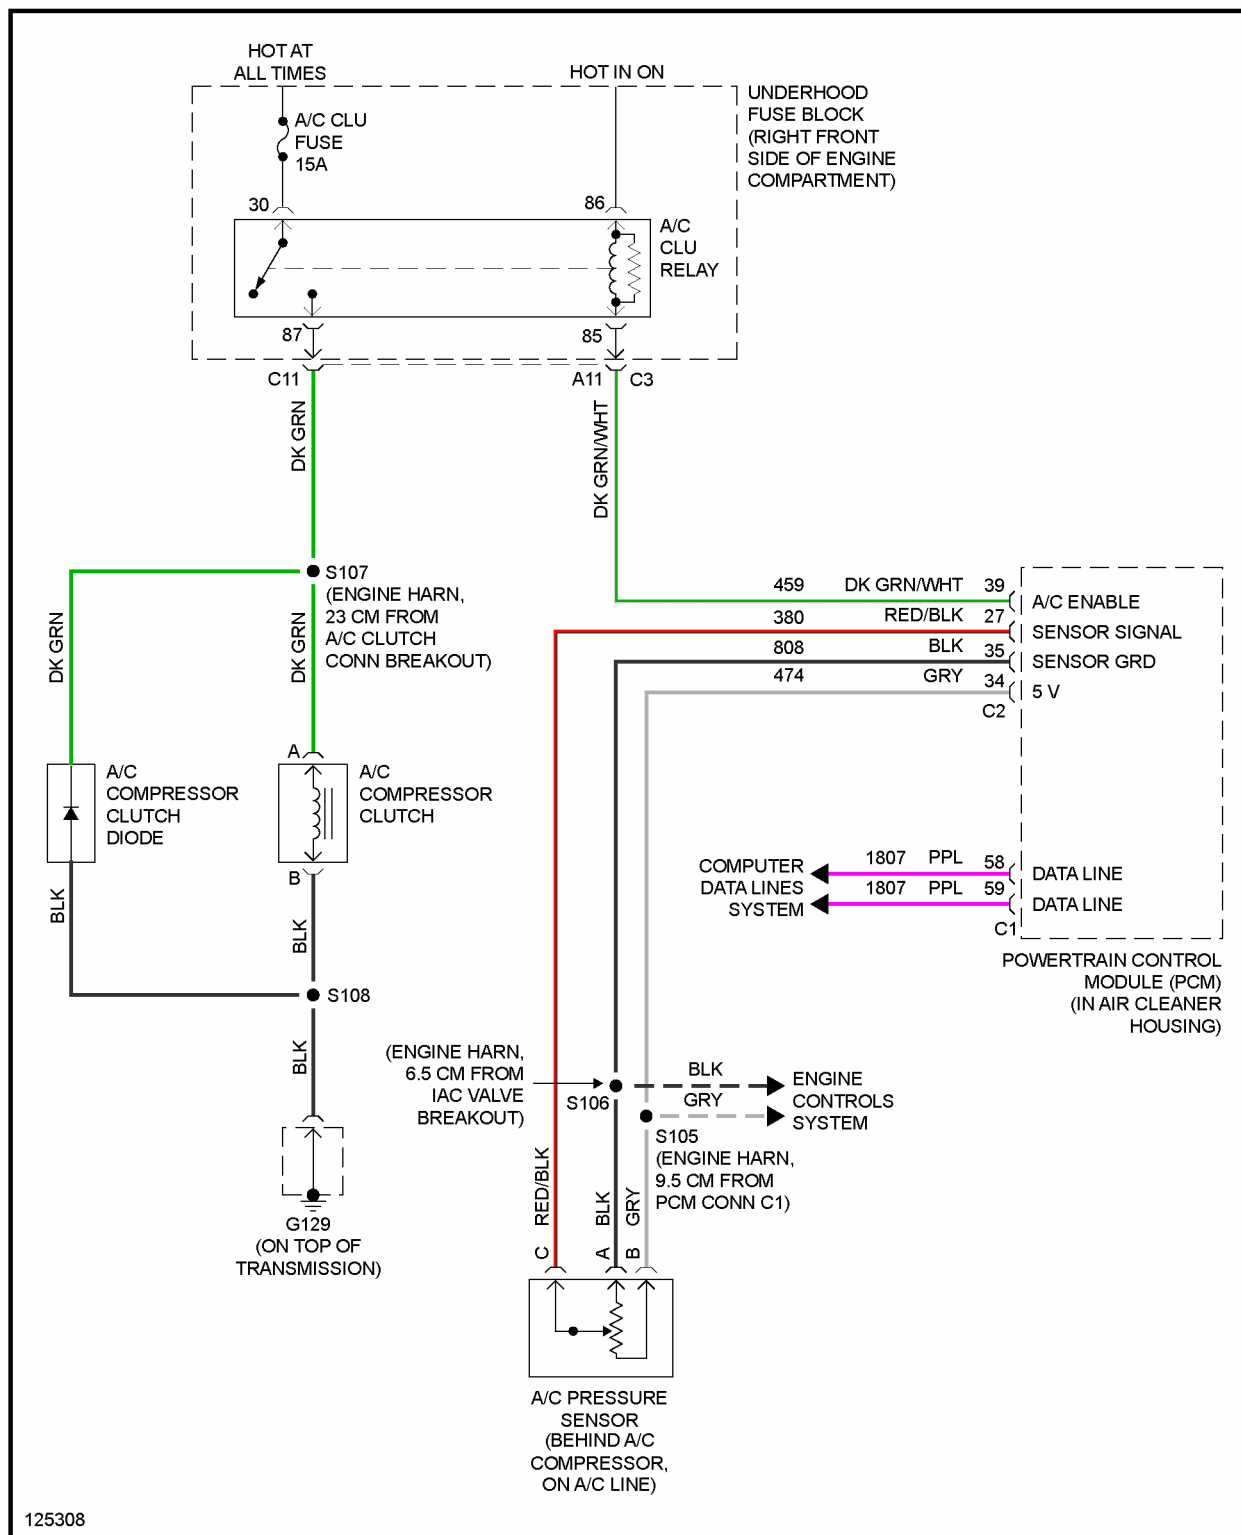 HOT AT
ALL TIMES
HOT IN ON
UNDERHOOD
FUSE BLOCK
(RIGHT FRONT
SIDE OF ENGINE
COMPARTMENT)
A/C CLU
FUSE
15A
30
86
A/C
CLU
RELAY
87
85
C11
A11
C3
DK GRN
DK GRN/WHT
S107
(ENGINE HARN,
23 CM FROM
A/C CLUTCH
CONN BREAKOUT)
DK GRN
DK GRN
459
DK GRN/WHT
39
A/C ENABLE
380
RED/BLK
27
SENSOR SIGNAL
808
BLK
35
SENSOR GRD
474
GRY
34
5 V
C2
A
A/C
COMPRESSOR
CLUTCH
DIODE
A/C
COMPRESSOR
CLUTCH
B
BLK
BLK
COMPUTER
DATA LINES
SYSTEM
1807
PPL
58
DATA LINE
1807
PPL
59
DATA LINE
C1
POWERTRAIN CONTROL
MODULE (PCM)
(IN AIR CLEANER
HOUSING)
S108
BLK
(ENGINE HARN,
6.5 CM FROM
IAC VALVE
BREAKOUT)
S106
BLK
GRY
ENGINE
CONTROLS
SYSTEM
S105
(ENGINE HARN,
9.5 CM FROM
PCM CONN C1)
G129
(ON TOP OF
TRANSMISSION)
RED/BLK
BLK
GRY
C
A
B
A/C PRESSURE
SENSOR
(BEHIND A/C
COMPRESSOR,
ON A/C LINE)
125308